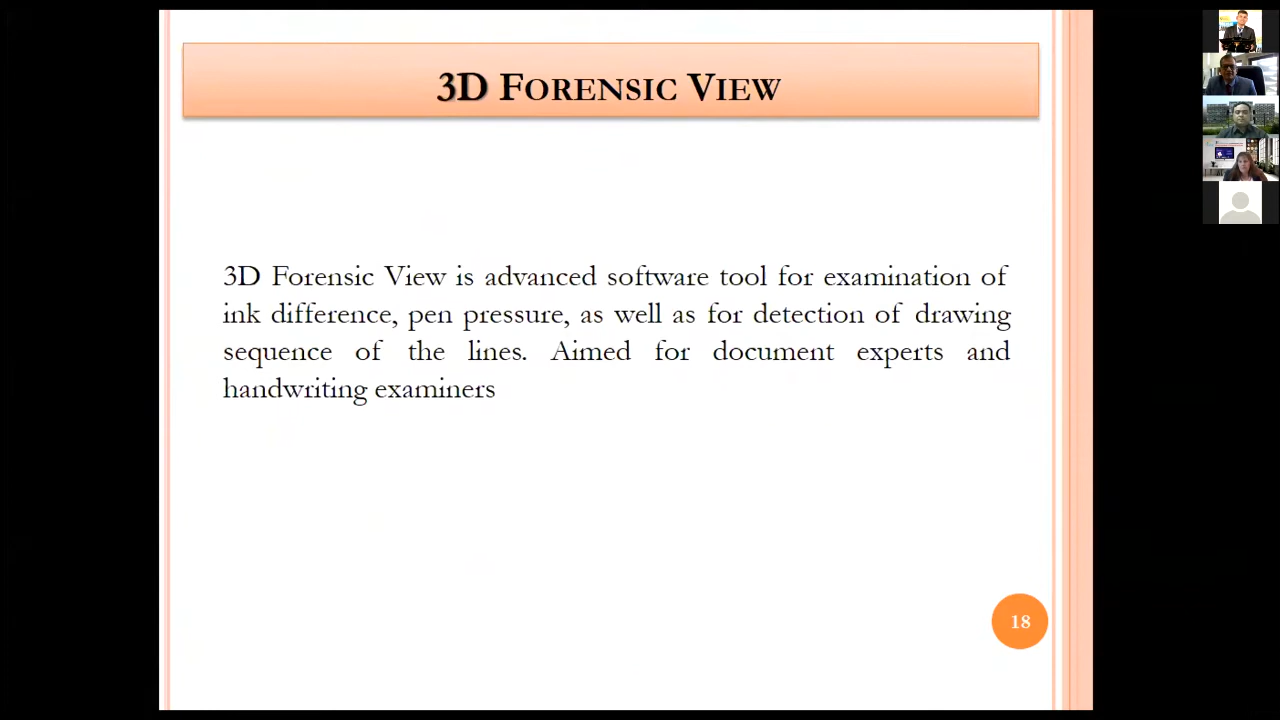 3D FORENSIC VIEW
3D Forensic View is advanced software tool for examination of
ink difference, pen pressure, as well as for detection of drawing
sequence of the lines. Aimed for document experts and
handwriting examiners
18